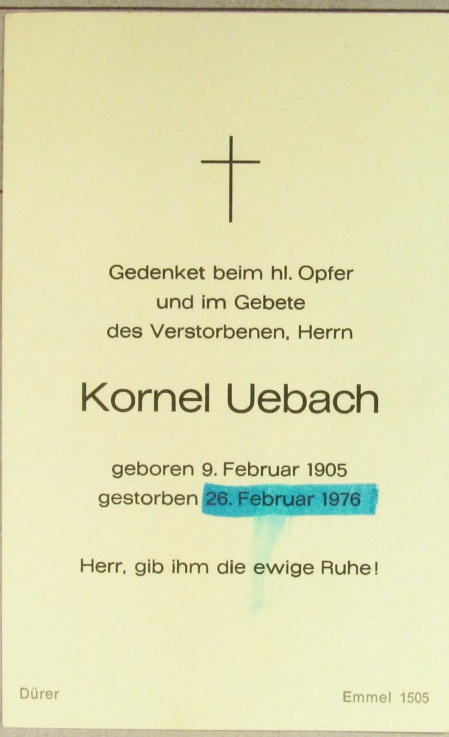 Gedenket beim hl. Opfer
und im Gebete
des Verstorbenen, Herrn
Kornel Uebach
geboren 9. Februar 1905
gestorben 26. Februar 1976
Herr, gib ihm die ewige Ruhe!
Dürer
Emmel 1505